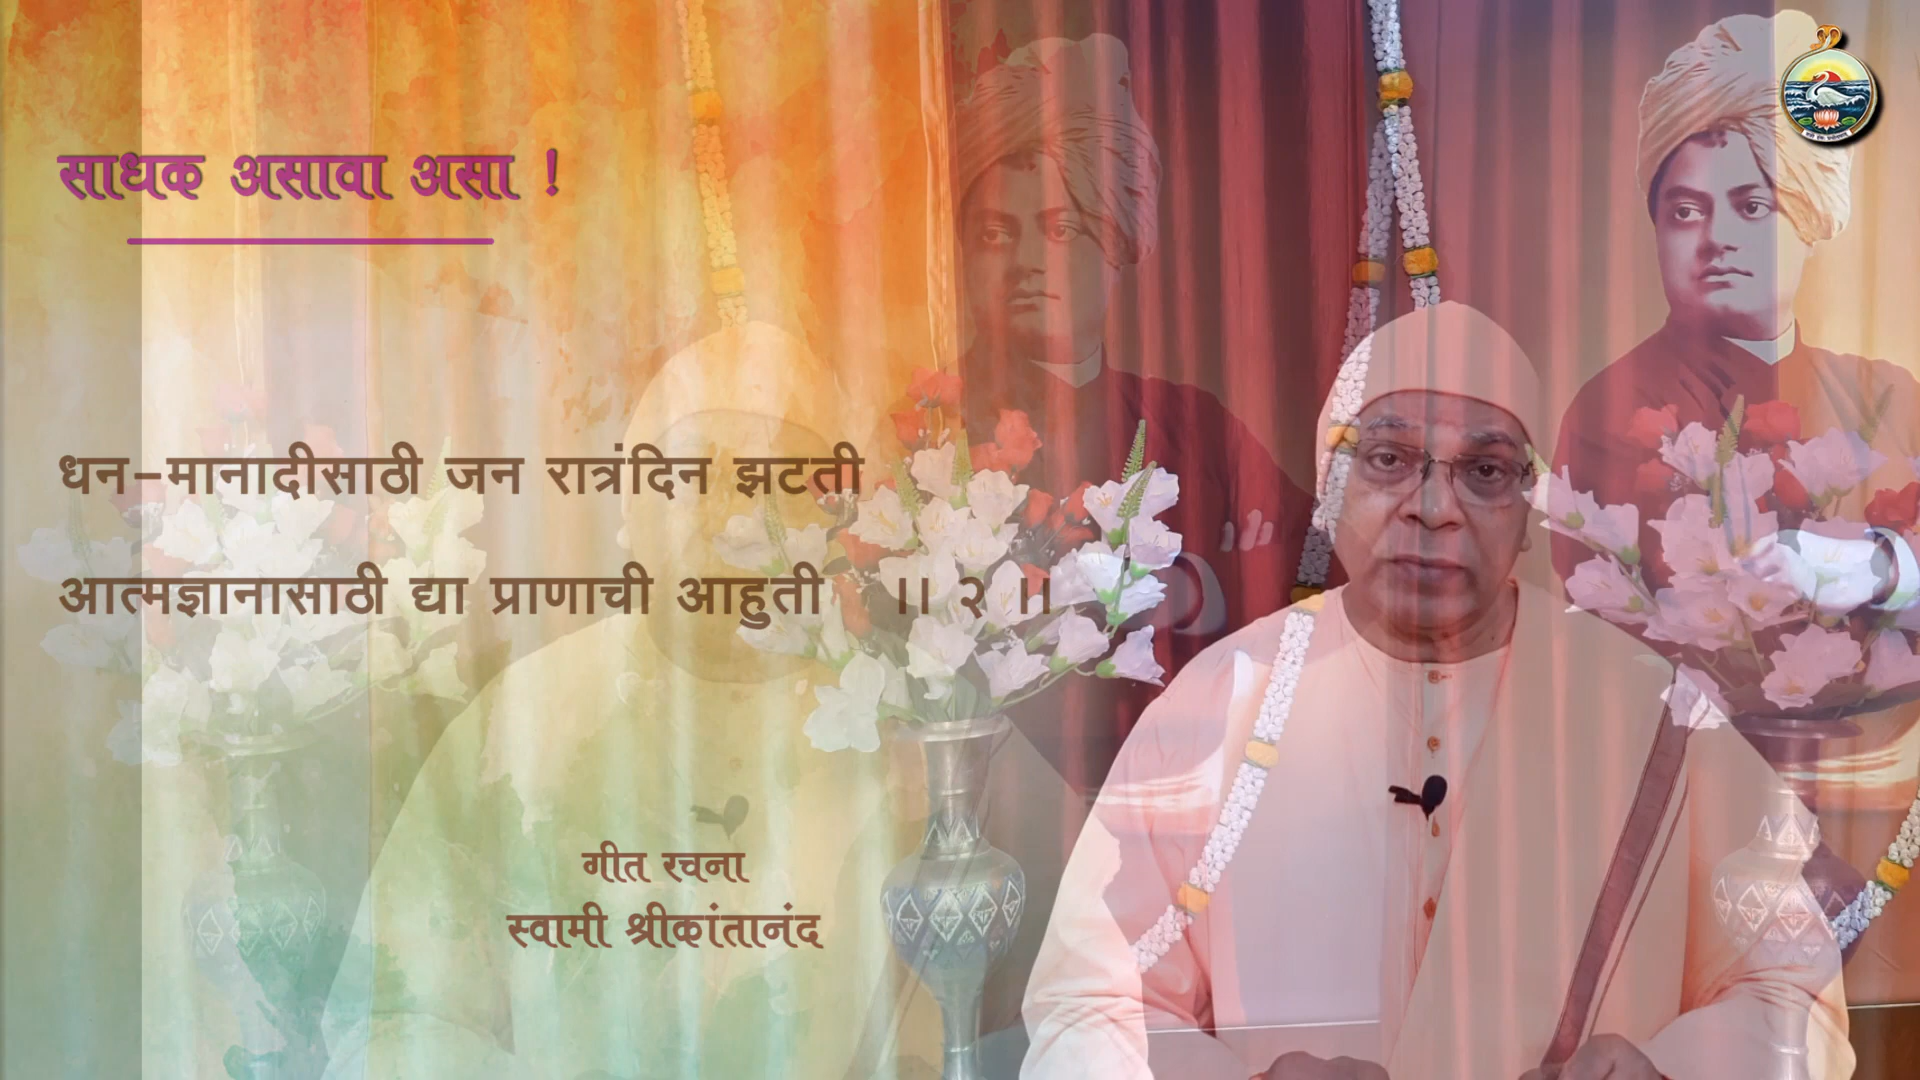 साधक असावा असा !
धन-मानादीसाठी जन रात्रंदिन झटती
आत्मज्ञानासाठी द्या प्राणाची आहुती ।। २ ।।
गीत रचना
स्वामी श्रीकांतानंद